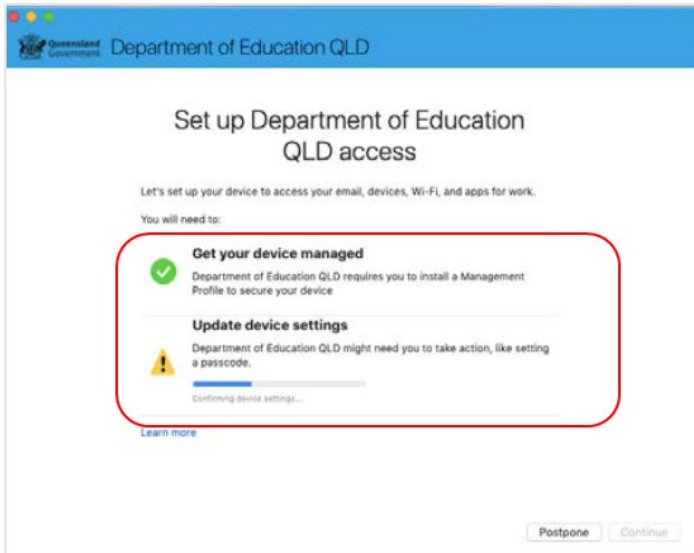 Queensland
Government
Department of Education QLD
Set up Department of Education
QLD access
Let's set up your device to access your email, devices, Wi-Fi, and apps for work.
You will need to:
Get your device managed
Department of Education QLD requires you to install a Management
Profile to secure your device
Update device settings
Department of Education QLD might need you to take action, like setting
a passcode.
Confirming device settings...
Learn more
Postpone
Continue